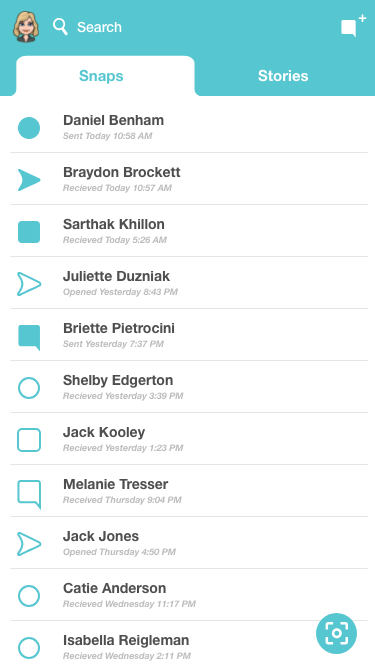 Search
Snaps
Stories
Daniel Benham
Sent Today 10:58 AM
Braydon Brockett
Recieved Today 10:57 AM
Sarthak Khillon
Recieved Today 5:26 AM
Juliette Duzniak
Opened Yesterday 8:43 PM
Briette Pietrocini
Sent Yesterday 7:37 PM
Shelby Edgerton
Recieved Yesterday 3:39 PM
Jack Kooley
Recieved Yesterday 1:23 PM
Melanie Tresser
Received Thursday 9:04 PM
Jack Jones
Opened Thursday 4:50 PM
Catie Anderson
Recieved Wednesday 11:17 PM
Isabella Reigleman
Recieved Wednesday 2:11 PM